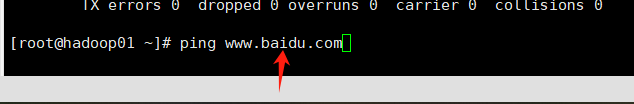 TX errors 0  dropped 0 overruns 0  carrier 0  collisions 0
[root@hadoop01 ~]# ping www.baidu.com